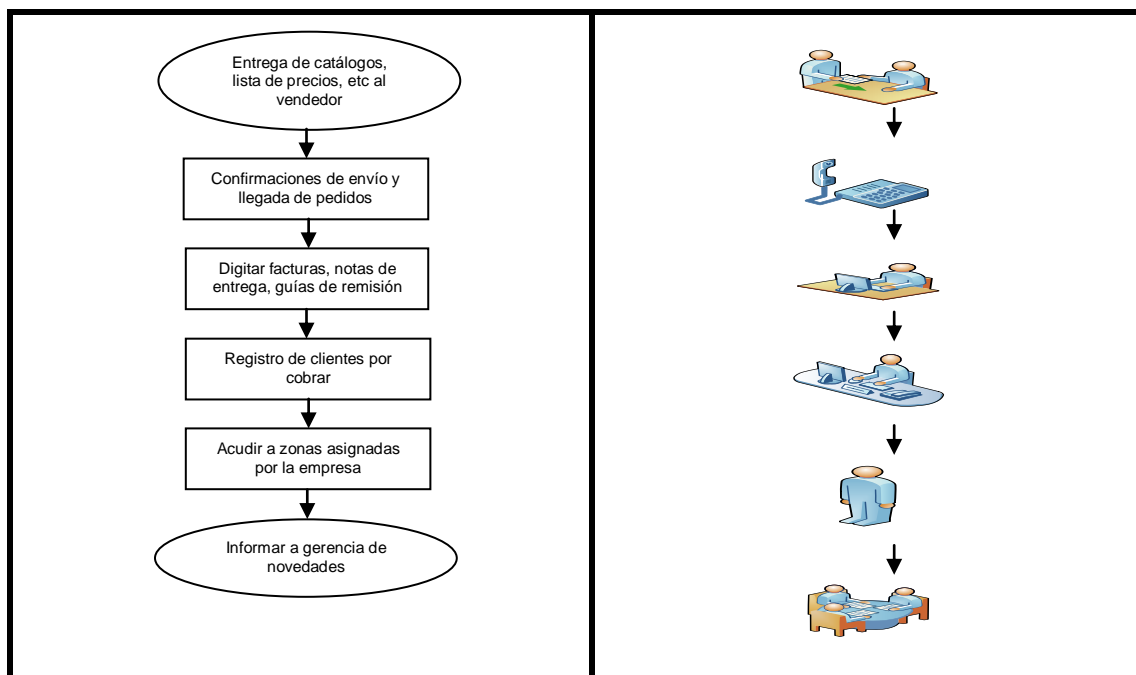 Entrega de catálogos,
lista de precios, etc al
vendedor
Confirmaciones de envío y
llegada de pedidos
Digitar facturas, notas de
entrega, guías de remisión
Registro de clientes por
cobrar
Acudir a zonas asignadas
por la empresa
Informar a gerencia de
novedades